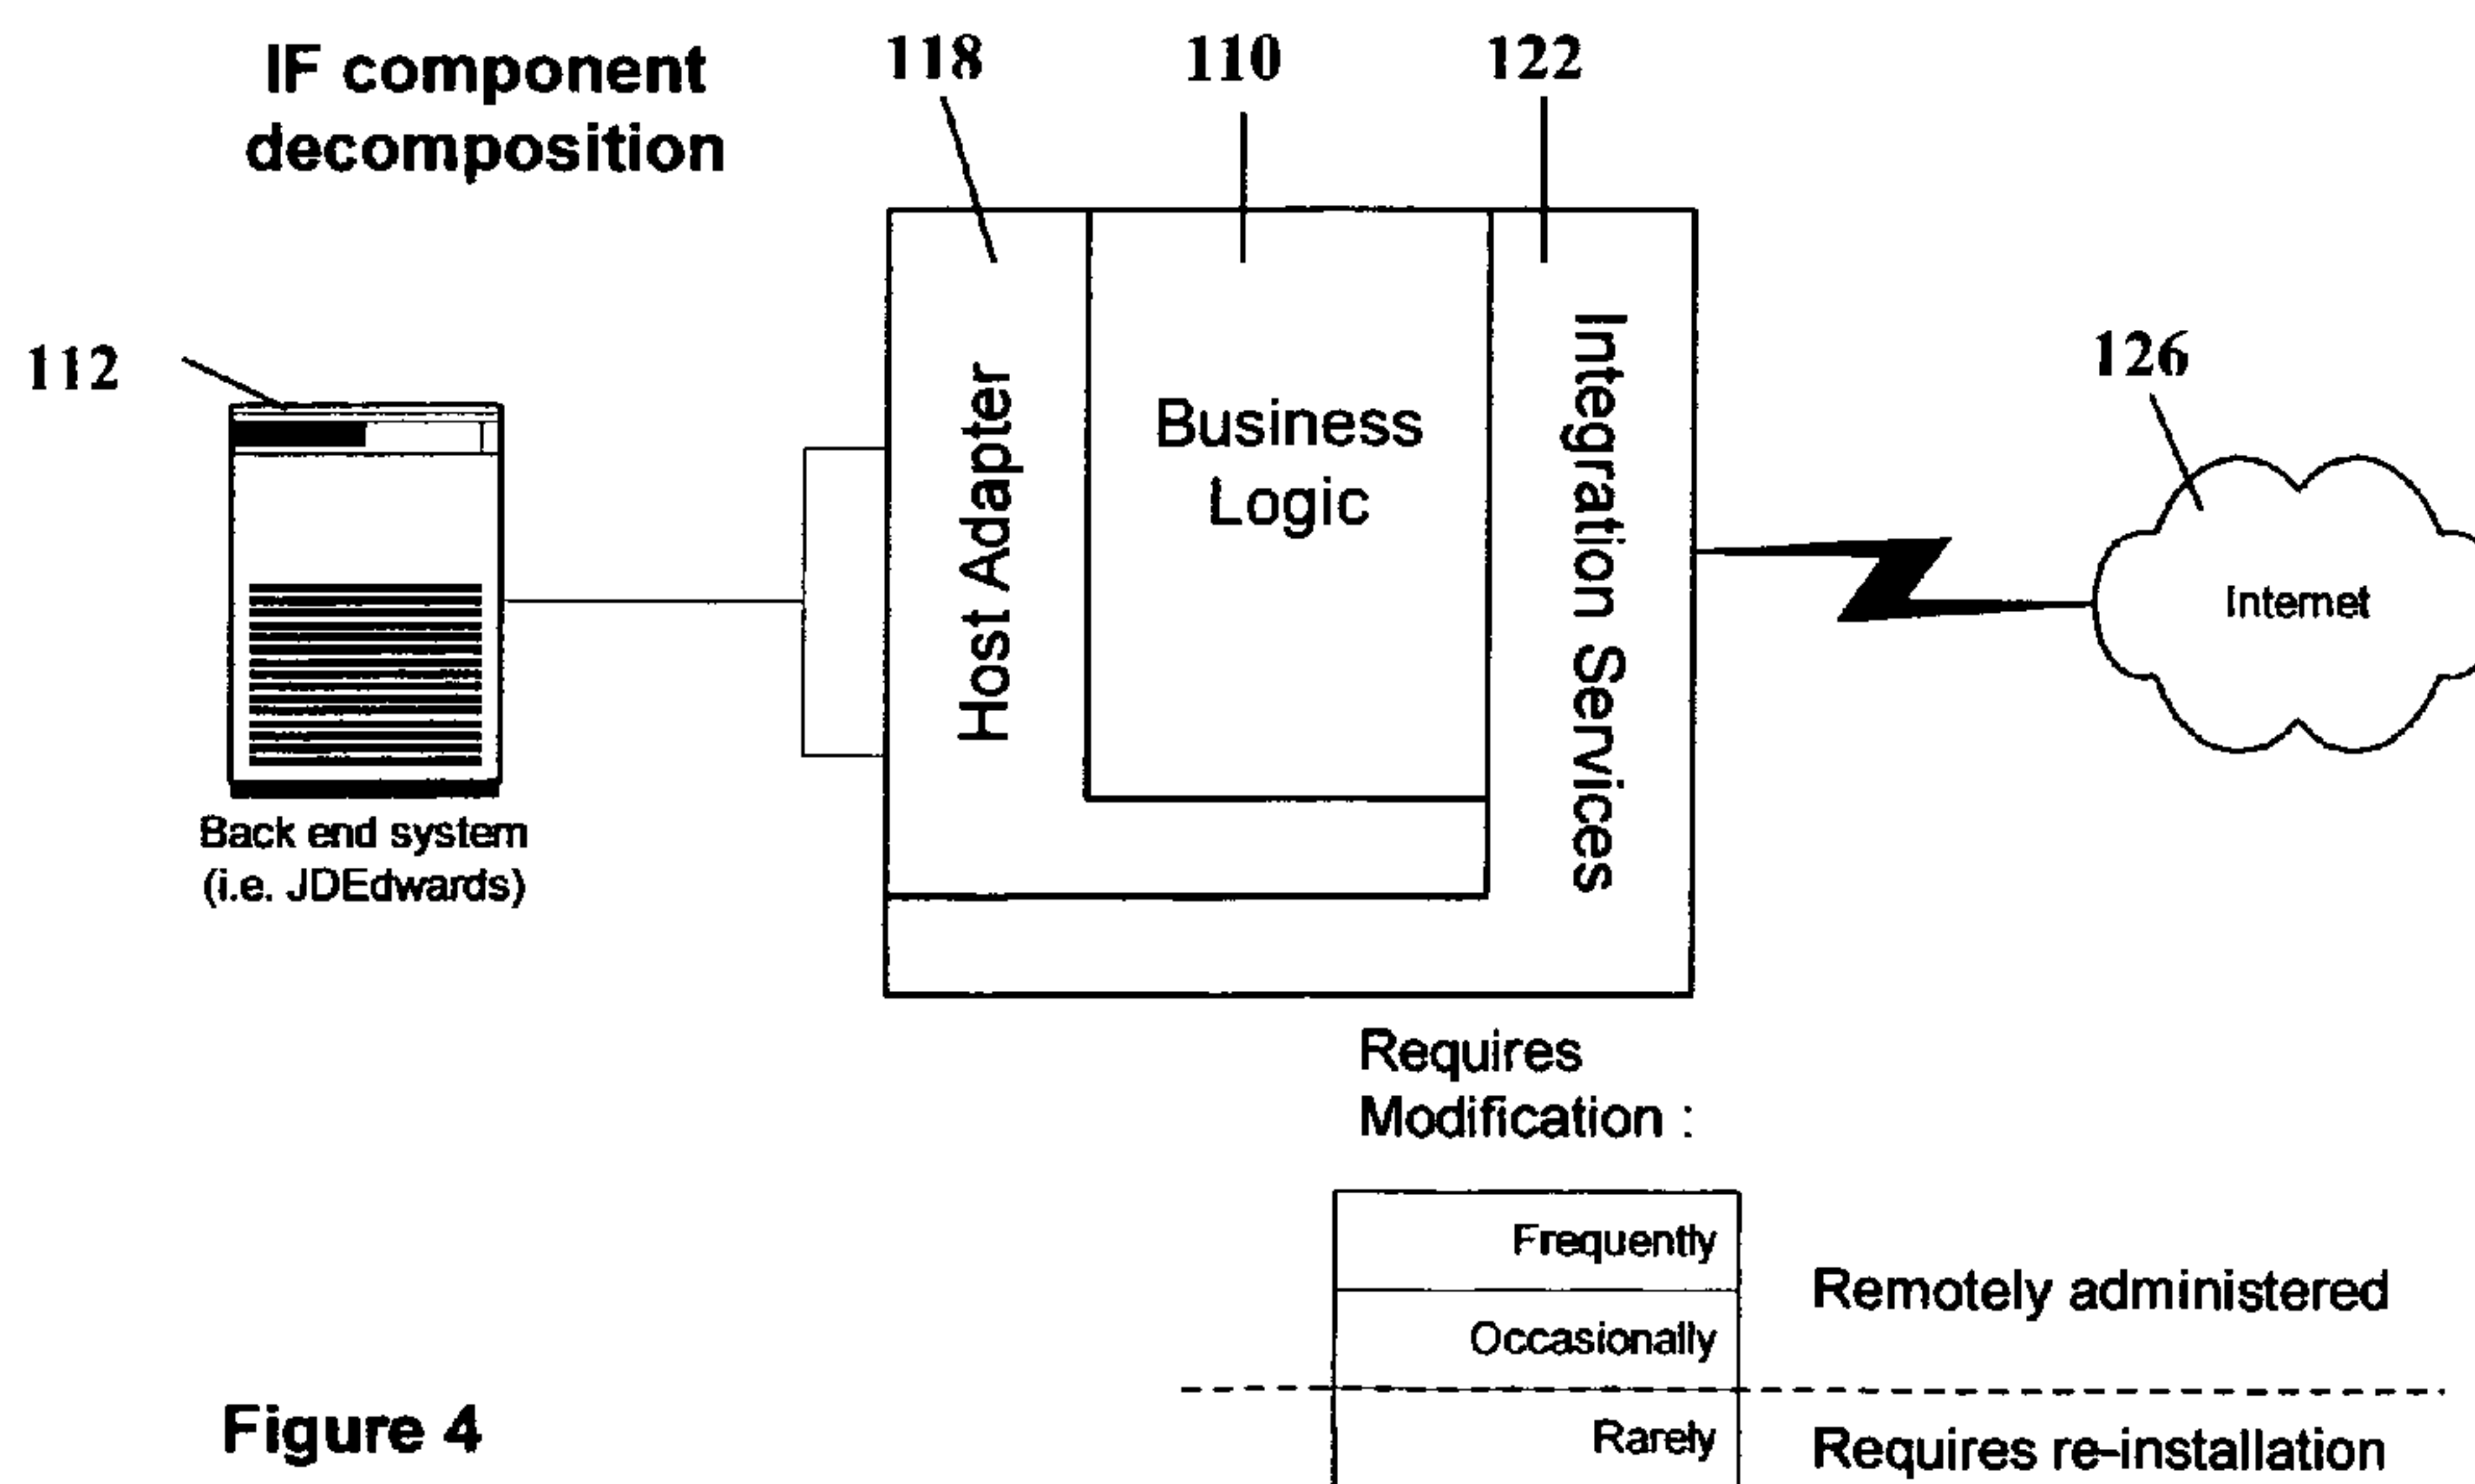 IF component
decomposition
118
110
122
112
126
Host Adapter
Business
Logic
Integration Services
Internet
Back end system
(i.e. JDEdwards)
Requires
Modification :
Frequently
Occasionally
Remotely administered
Rarely
Requires re-installation
Figure 4